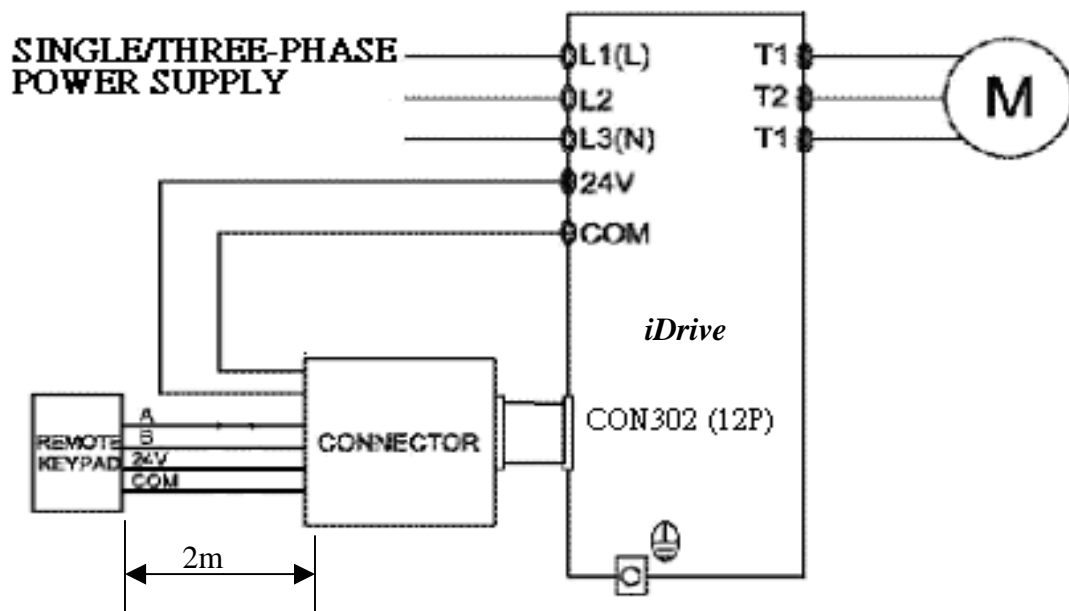 SINGLE/THREE-PHASE
POWER SUPPLY
L1(L)
L2
L3(N)
24V
COM
T1
T2
T1
M
iDrive
CON302 (12P)
CONNECTOR
REMOTE
KEYPAD
A
B
24V
COM
2m
C